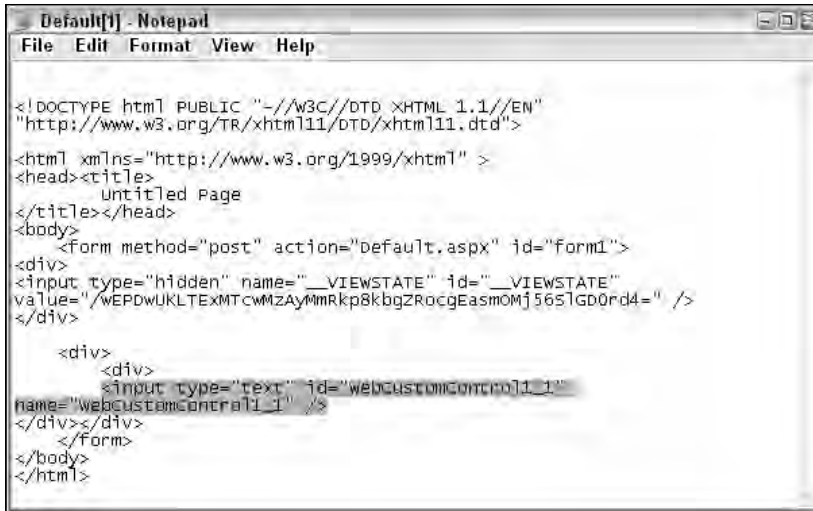 Default[1] - Notepad
File Edit Format View Help
<!DOCTYPE html PUBLIC "-//W3C//DTD XHTML 1.1//EN"
"http://www.w3.org/TR/xhtml11/DTD/xhtml11.dtd">
<html xmlns="http://www.w3.org/1999/xhtml" >
<head><title>
Untitled Page
</title></head>
<body>
<form method="post" action="Default.aspx" id="form1">
<div>
<input type="hidden" name="__VIEWSTATE" id="__VIEWSTATE"
value="/wEPDwUKLTExMTcwMzAyMmRkp8kbgZRocgEasmOMj56SlGDOrd4=" />
</div>
<div>
<div>
<input type="text" id="WebCustomControl1_1"
name="WebCustomControl1_1" />
</div></div>
</form>
</body>
</html>